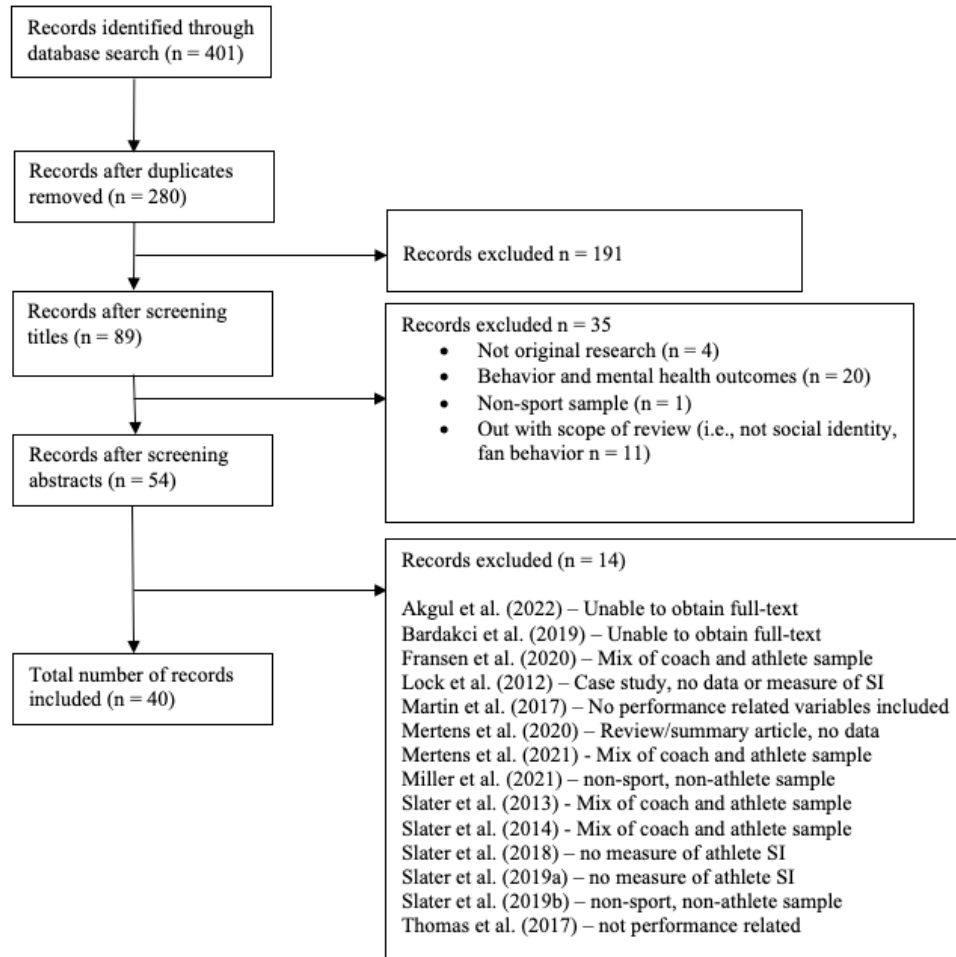 Records identified through
database search (n = 401)
Records after duplicates
removed (n = 280)
Records excluded n = 191
Records after screening
titles (n = 89)
Records excluded n = 35
• Not original research (n = 4)
• Behavior and mental health outcomes (n = 20)
• Non-sport sample (n = 1)
• Out with scope of review (i.e., not social identity,
fan behavior n = 11)
Records after screening
abstracts (n = 54)
Records excluded (n = 14)
Akgul et al. (2022) – Unable to obtain full-text
Bardakci et al. (2019) – Unable to obtain full-text
Fransen et al. (2020) – Mix of coach and athlete sample
Lock et al. (2012) – Case study, no data or measure of SI
Martin et al. (2017) – No performance related variables included
Mertens et al. (2020) – Review/summary article, no data
Mertens et al. (2021) - Mix of coach and athlete sample
Miller et al. (2021) – non-sport, non-athlete sample
Slater et al. (2013) - Mix of coach and athlete sample
Slater et al. (2014) - Mix of coach and athlete sample
Slater et al. (2018) – no measure of athlete SI
Slater et al. (2019a) – no measure of athlete SI
Slater et al. (2019b) – non-sport, non-athlete sample
Thomas et al. (2017) – not performance related
Total number of records
included (n = 40)